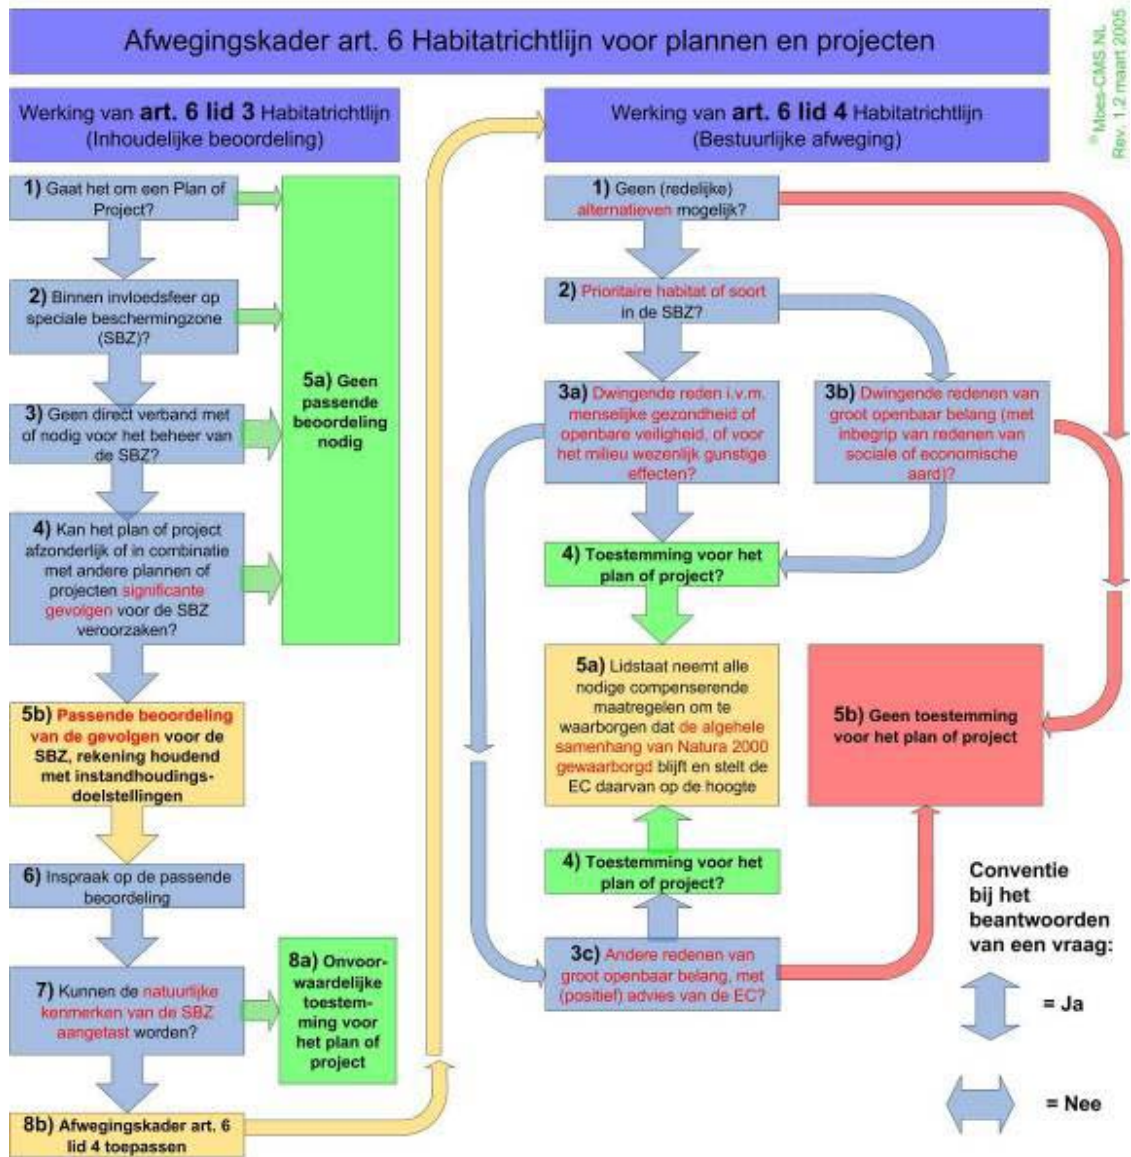 Afwegingskader art. 6 Habitatrichtlijn voor plannen en projecten
© Moes-CMS.NL
Rev. 1.2 maart 2005
Werking van art. 6 lid 3 Habitatrichtlijn
(Inhoudelijke beoordeling)
1) Gaat het om een Plan of
Project?
2) Binnen invloedsfeer op
speciale beschermingzone
(SBZ)?
3) Geen direct verband met
of nodig voor het beheer van
de SBZ?
4) Kan het plan of project
afzonderlijk of in combinatie
met andere plannen of
projecten significante
gevolgen voor de SBZ
veroorzaken?
5a) Geen
passende
beoordeling
nodig
5b) Passende beoordeling
van de gevolgen voor de
SBZ, rekening houdend
met instandhoudings-
doelstellingen
6) Inspraak op de passende
beoordeling
7) Kunnen de natuurlijke
kenmerken van de SBZ
aangetast worden?
8a) Onvoor-
waardelijke
toestem-
ming voor
het plan of
project
8b) Afwegingskader art. 6
lid 4 toepassen
Werking van art. 6 lid 4 Habitatrichtlijn
(Bestuurlijke afweging)
1) Geen (redelijke)
alternatieven mogelijk?
2) Prioritaire habitat of soort
in de SBZ?
3a) Dwingende reden i.v.m.
menselijke gezondheid of
openbare veiligheid, of voor
het milieu wezenlijk gunstige
effecten?
3b) Dwingende redenen van
groot openbaar belang (met
inbegrip van redenen van
sociale of economische
aard)?
4) Toestemming voor het
plan of project?
5a) Lidstaat neemt alle
nodige compenserende
maatregelen om te
waarborgen dat de algehele
samenhang van Natura 2000
gewaarborgd blijft en stelt de
EC daarvan op de hoogte
5b) Geen toestemming
voor het plan of project
4) Toestemming voor het
plan of project?
3c) Andere redenen van
groot openbaar belang, met
(positief) advies van de EC?
Conventie
bij het
beantwoorden
van een vraag:
= Ja
= Nee